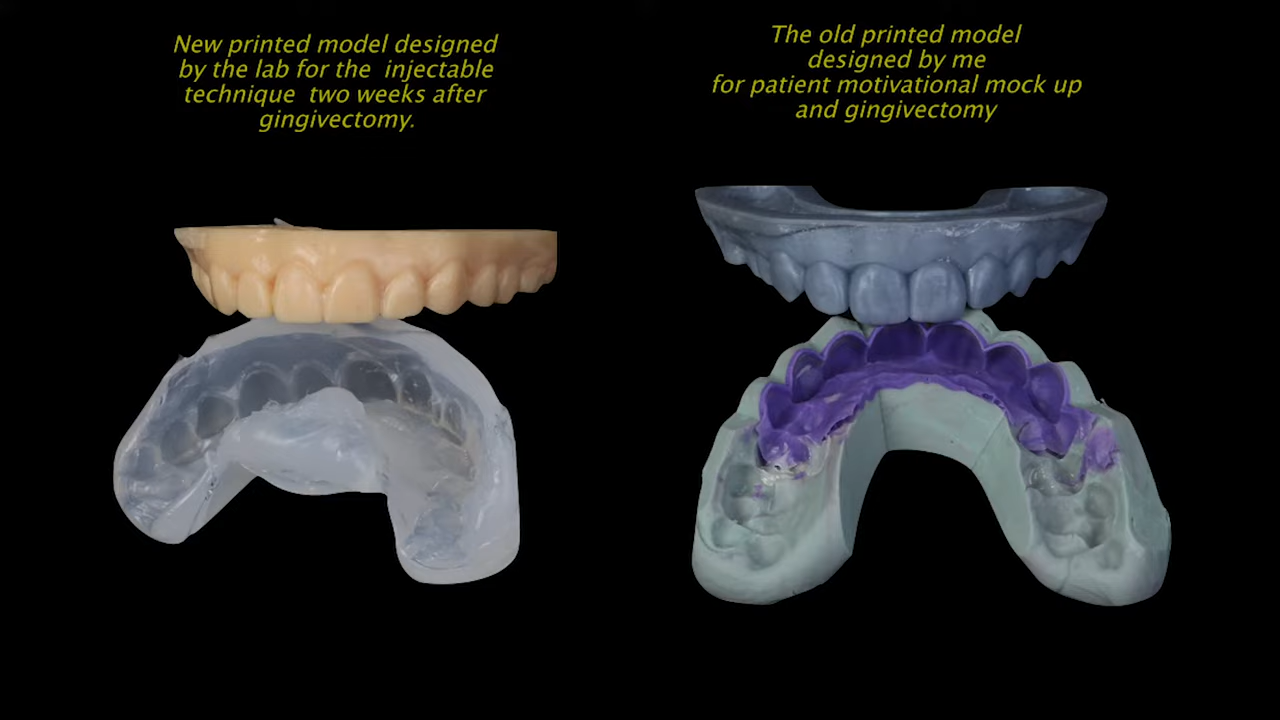 New printed model designed
by the lab for the  injectable
technique  two weeks after
gingivectomy.
The old printed model
designed by me
for patient motivational mock up
and gingivectomy